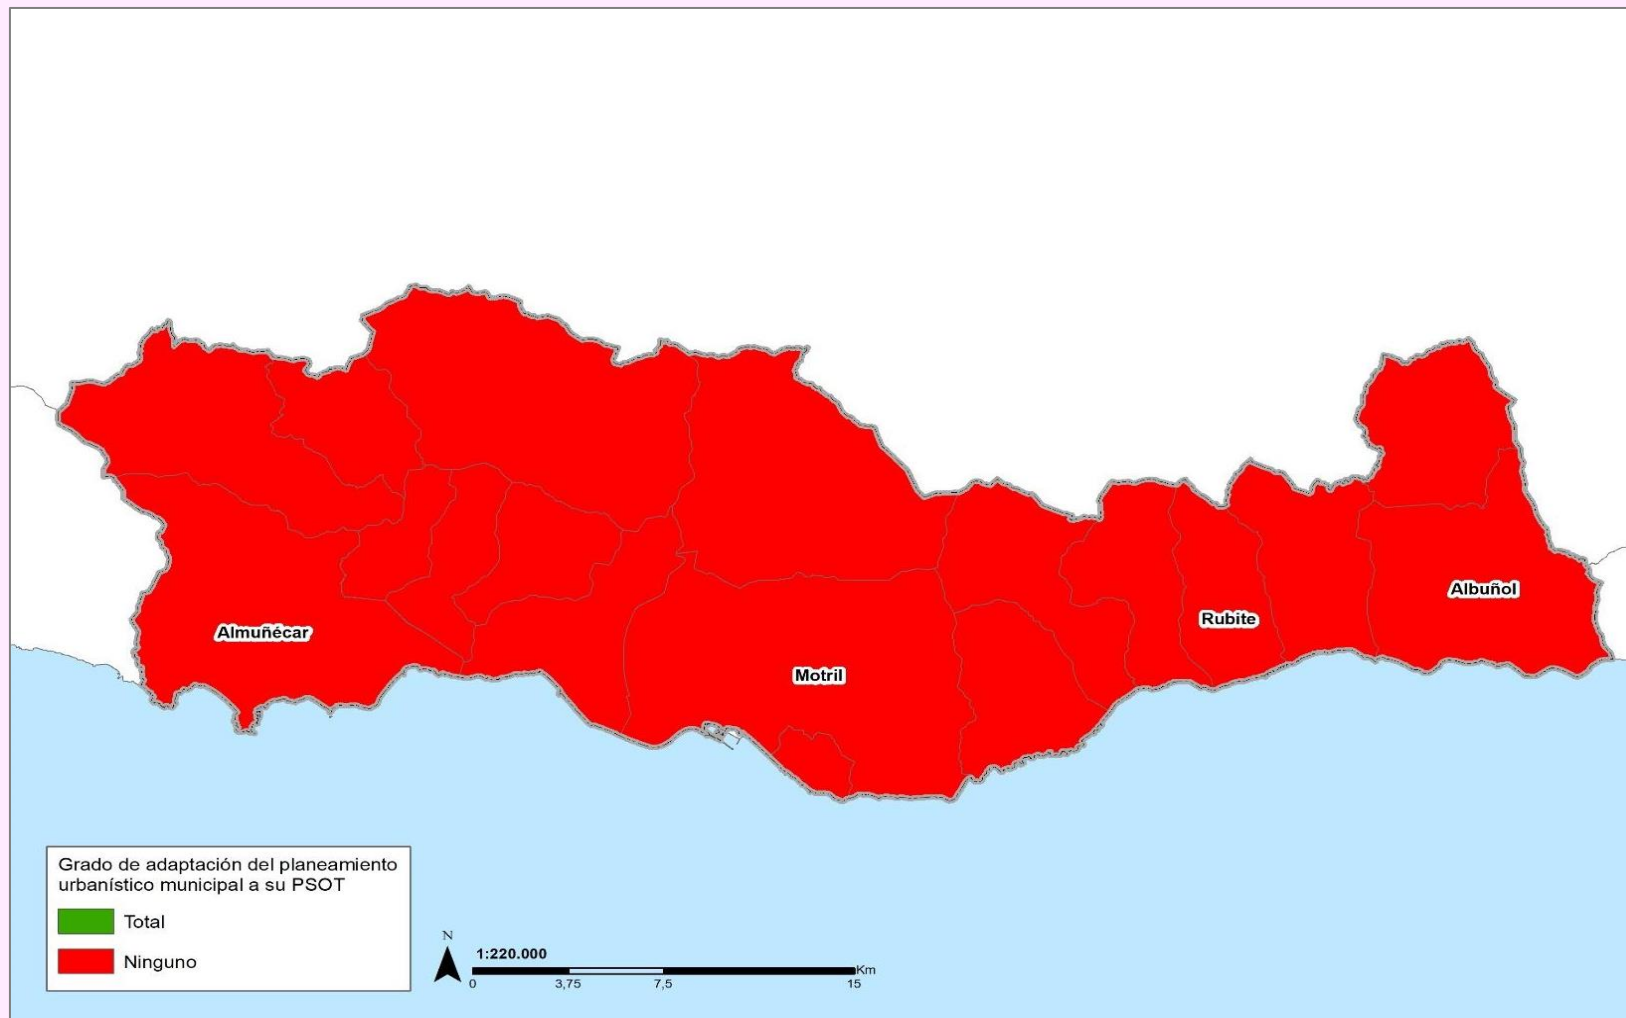 Albuñol
Rubite
Almuñécar
Motril
Grado de adaptación del planeamiento
urbanístico municipal a su PSOT
Total
Ninguno
N
1:220.000
Km
0 3,75 7,5 15